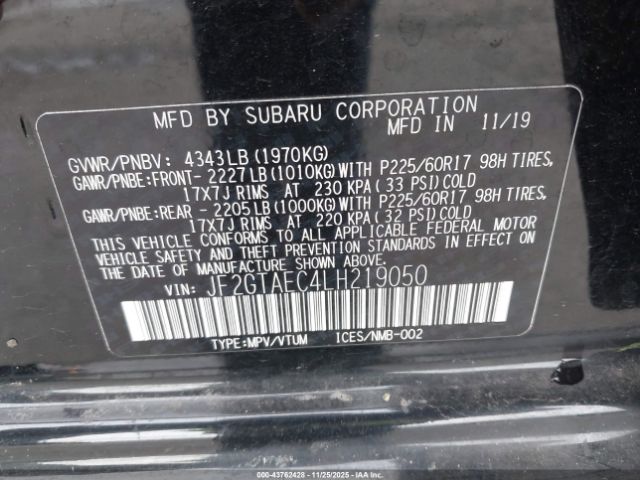 MFD BY SUBARU CORPORATION
MFD IN 11/19
GVWR/PNBV: 4343LB(1970KG)
GAWR/PNBE:FRONT- 2227LB(1010KG)WITH P225/60R17 98H TIRES,
17X7J RIMS AT 230 KPA(33 PSI)COLD
GAWR/PNBE:REAR - 2205LB(1000KG)WITH P225/60R17 98H TIRES,
17X7J RIMS AT 220 KPA(32 PSI)COLD
THIS VEHICLE CONFORMS TO ALL APPLICABLE FEDERAL MOTOR
VEHICLE SAFETY AND THEFT PREVENTION STANDARDS IN EFFECT
ON THE DATE OF MANUFACTURE SHOWN ABOVE.
VIN: JF2GTAEC4LH219050
TYPE:MPV/VTUM ICES/NMB-002
© IAA - 43762428 - 11/25/2025 - IAAI.COM